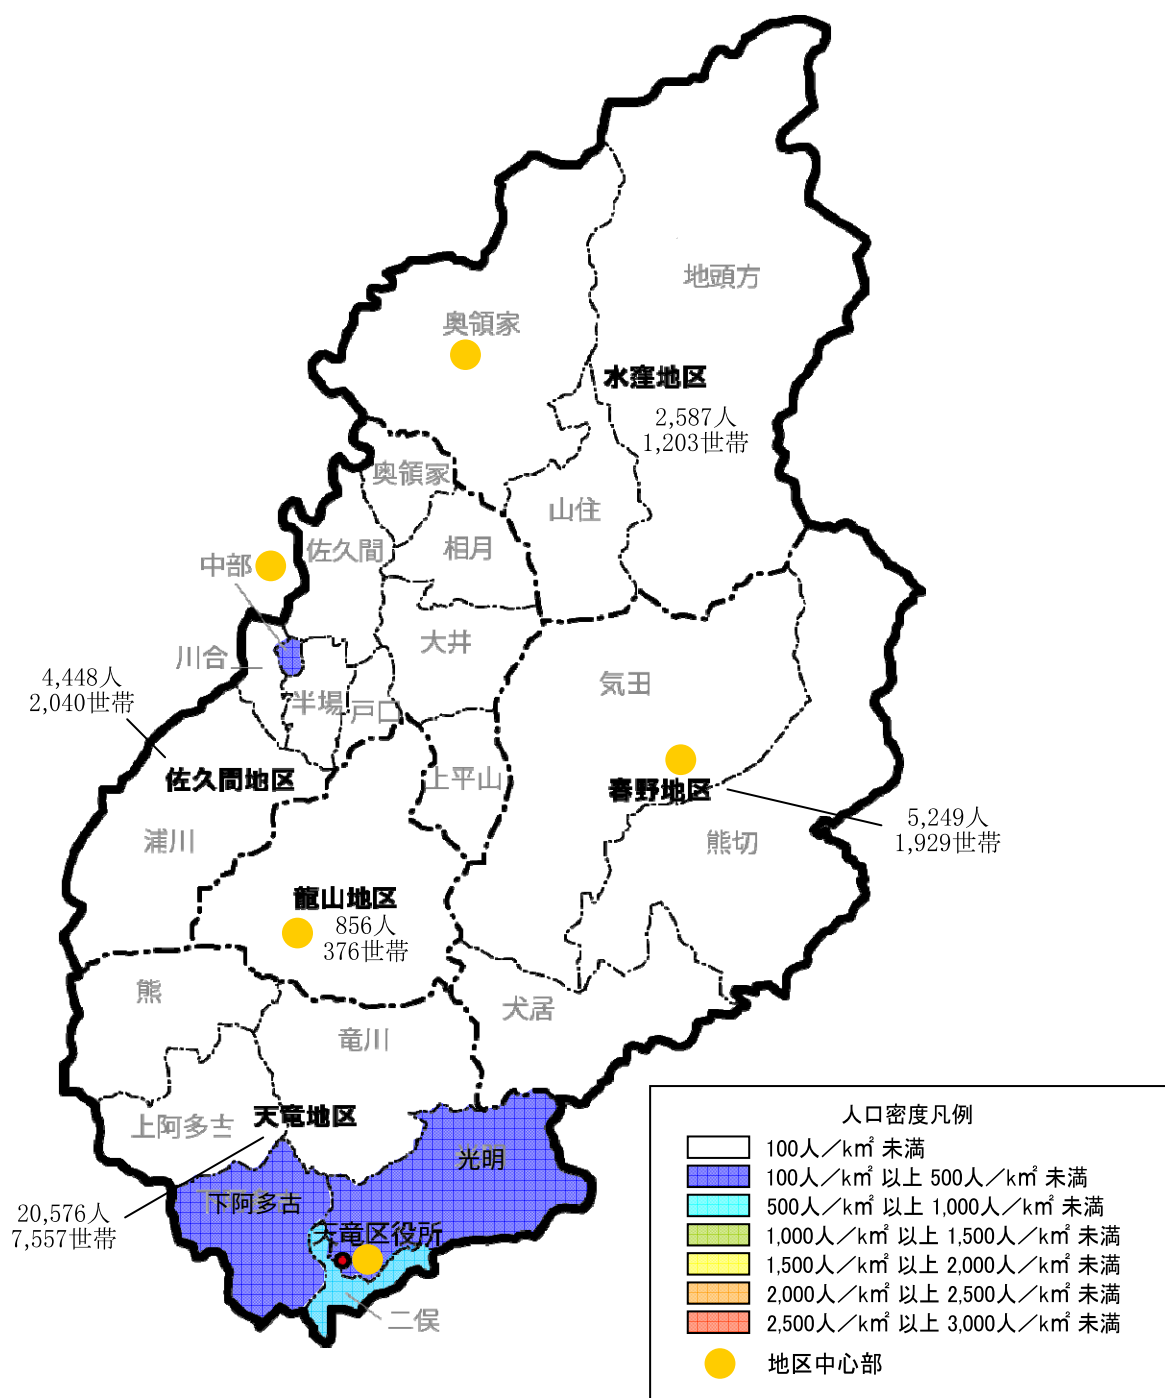 地頭方
奥領家
水窪地区
2,587人
1,203世帯
奥領家
山住
佐久間
相月
中部
大井
川合
気田
4,448人
2,040世帯
半場
戸口
佐久間地区
上平山
春野地区
5,249人
1,929世帯
浦川
熊切
龍山地区
856人
376世帯
熊
犬居
竜川
上阿多古
天竜地区
光明
下阿多古
20,576人
7,557世帯
天竜区役所
二俣
人口密度凡例
100人／k㎡ 未満
100人／k㎡ 以上 500人／k㎡ 未満
500人／k㎡ 以上 1,000人／k㎡ 未満
1,000人／k㎡ 以上 1,500人／k㎡ 未満
1,500人／k㎡ 以上 2,000人／k㎡ 未満
2,000人／k㎡ 以上 2,500人／k㎡ 未満
2,500人／k㎡ 以上 3,000人／k㎡ 未満
地区中心部